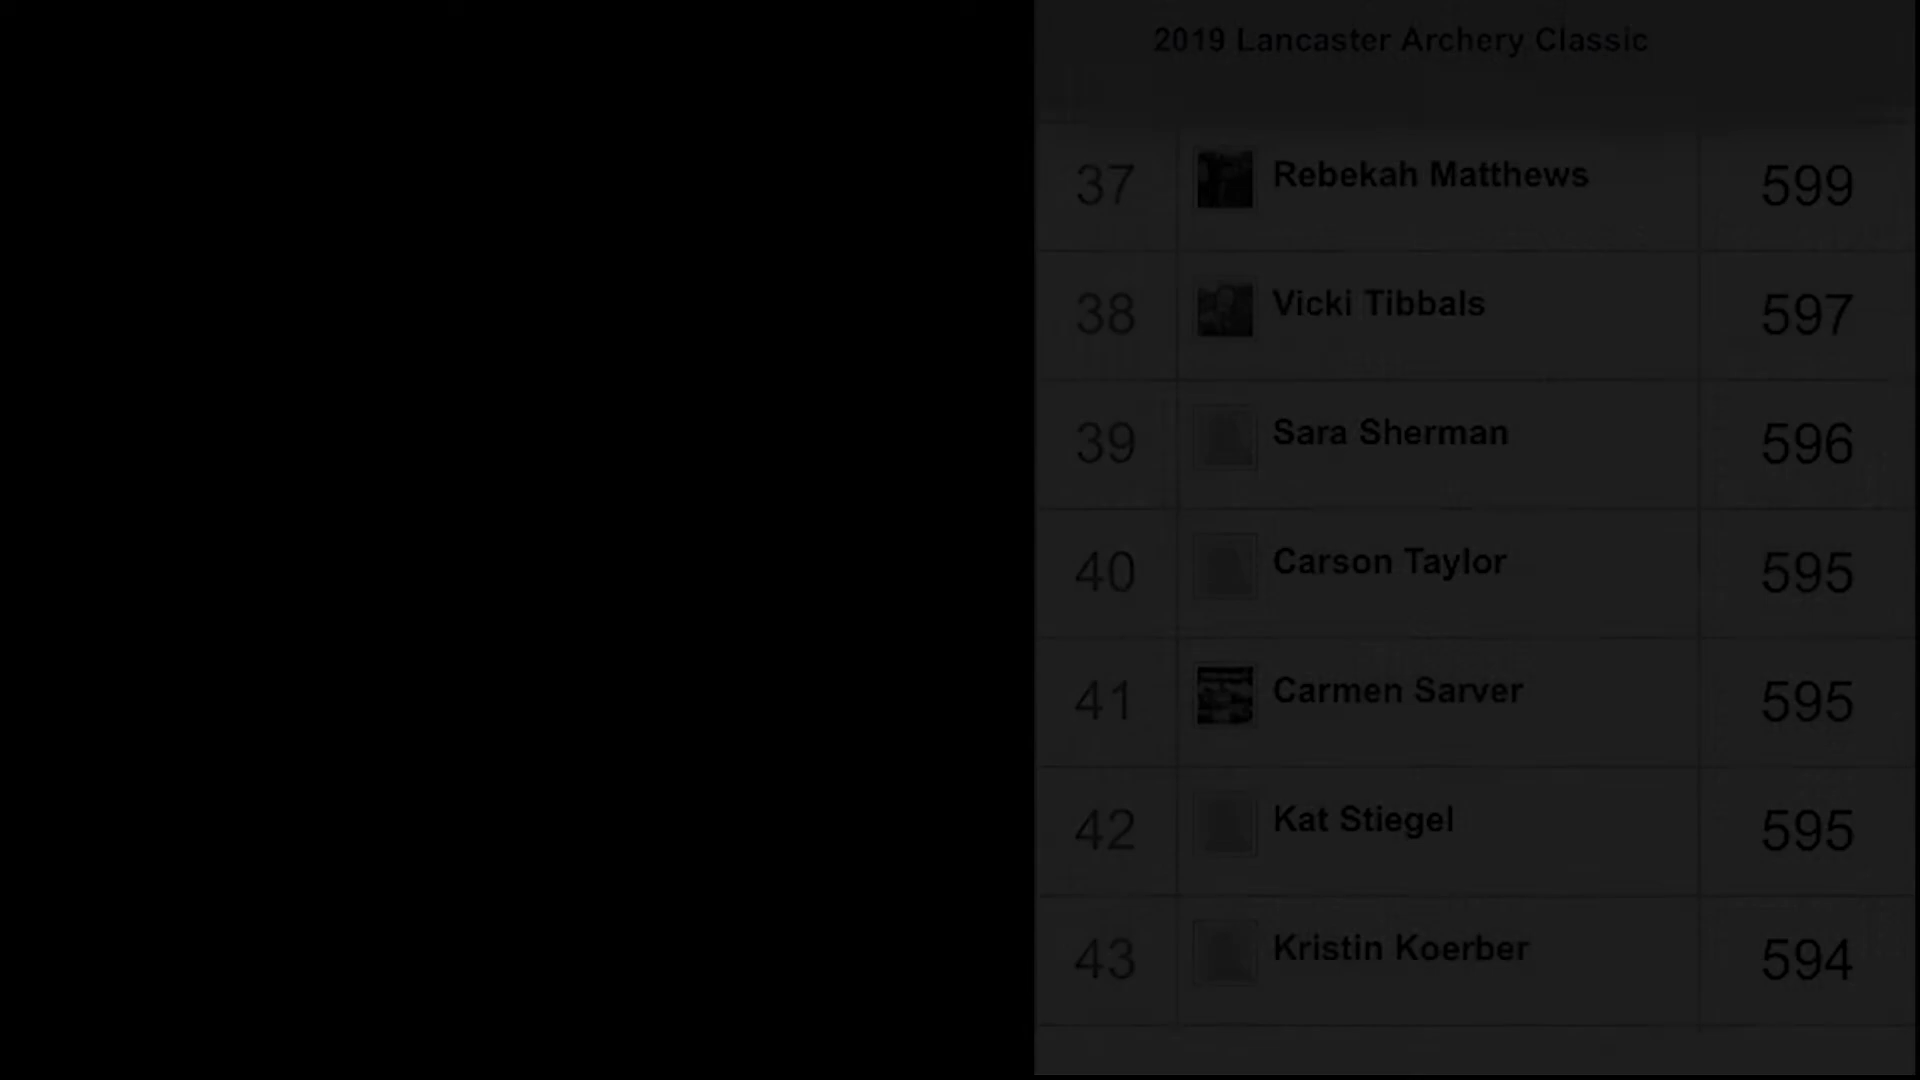 2019 Lancaster Archery Classic
37 Rebekah Matthews 599
38 Vicki Tibbals 597
39 Sara Sherman 596
40 Carson Taylor 595
41 Carmen Sarver 595
42 Kat Stiegel 595
43 Kristin Koerber 594